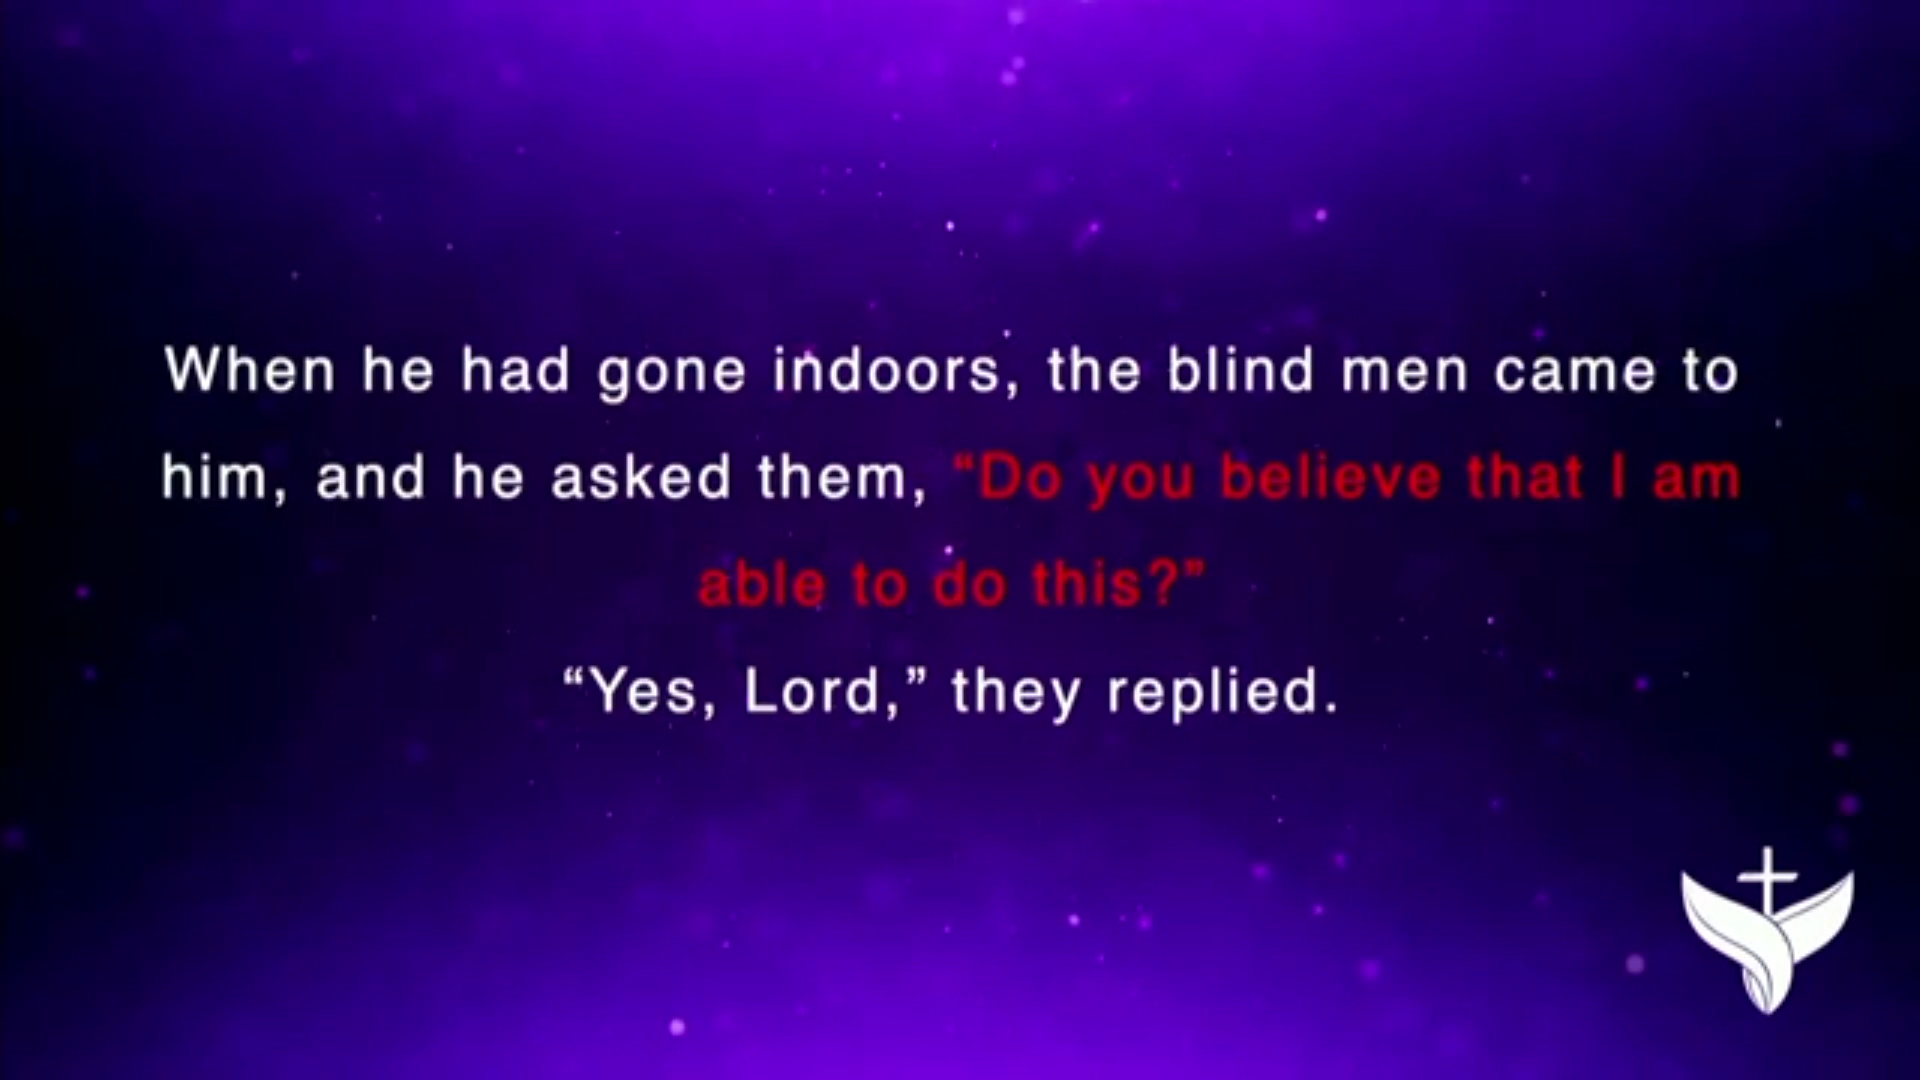 When he had gone indoors, the blind men came to
him, and he asked them, “Do you believe that I am
able to do this?”
“Yes, Lord,” they replied.